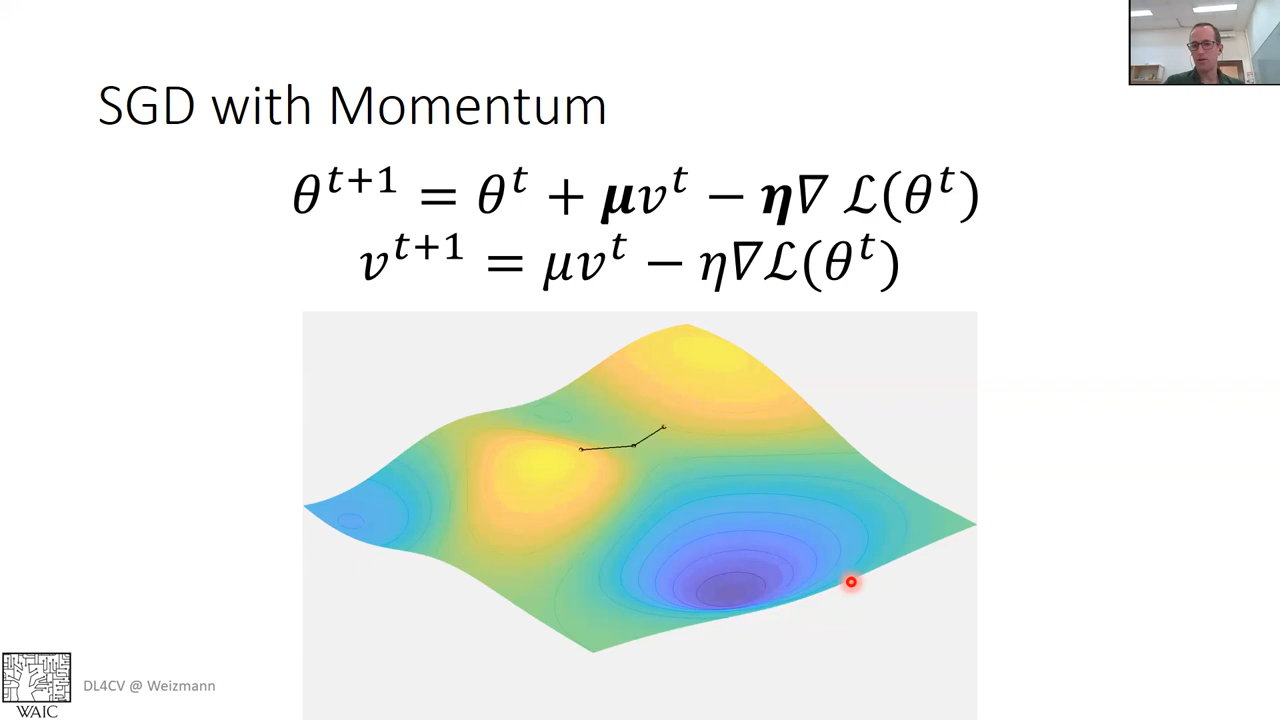 SGD with Momentum
θ^{t+1} = θ^t + μv^t − η∇ ℒ(θ^t)
v^{t+1} = μv^t − η∇ℒ(θ^t)
DL4CV @ Weizmann
WAIC